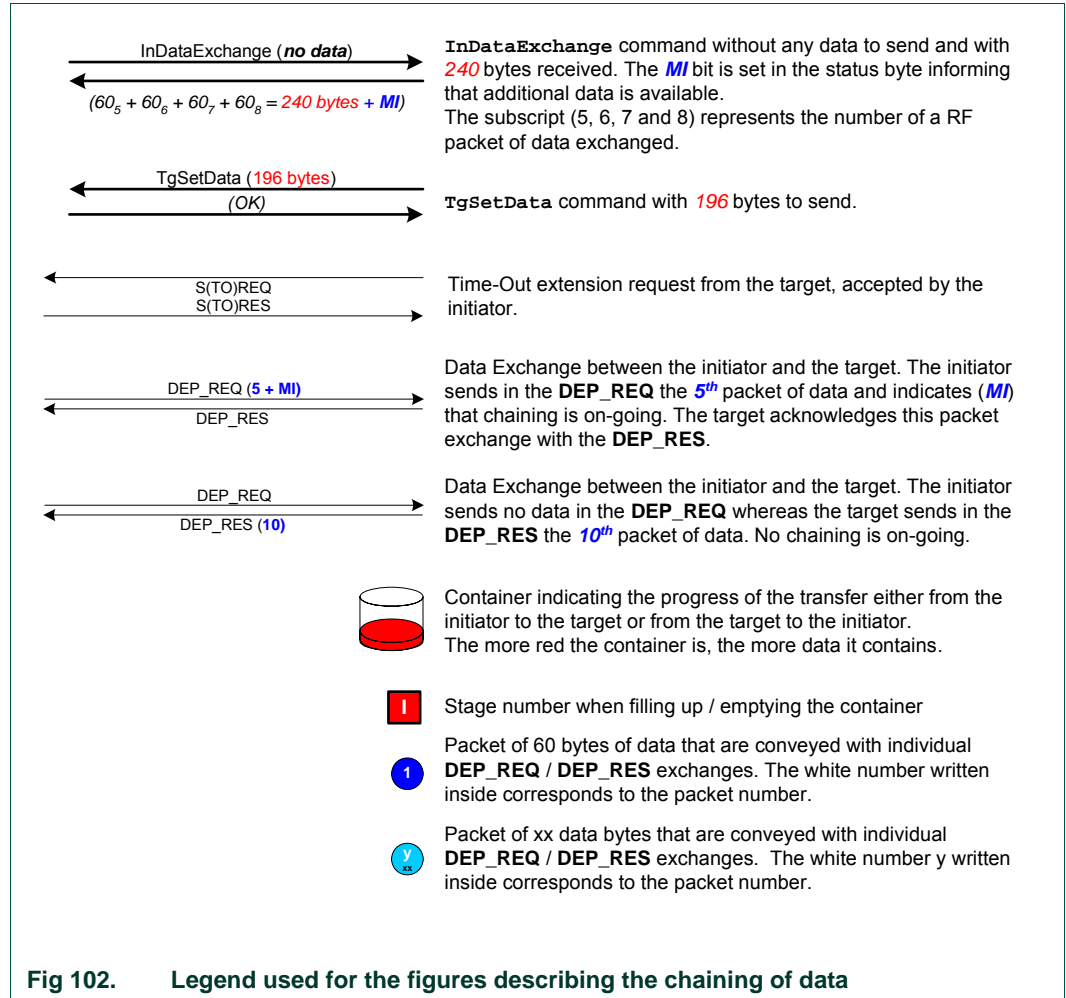 InDataExchange (no data)
(60₅ + 60₆ + 60₇ + 60₈ = 240 bytes + MI)
InDataExchange command without any data to send and with
240 bytes received. The MI bit is set in the status byte informing
that additional data is available.
The subscript (5, 6, 7 and 8) represents the number of a RF
packet of data exchanged.
TgSetData (196 bytes)
(OK)
TgSetData command with 196 bytes to send.
S(TO)REQ
S(TO)RES
Time-Out extension request from the target, accepted by the
initiator.
DEP_REQ (5 + MI)
DEP_RES
Data Exchange between the initiator and the target. The initiator
sends in the DEP_REQ the 5th packet of data and indicates (MI)
that chaining is on-going. The target acknowledges this packet
exchange with the DEP_RES.
DEP_REQ
DEP_RES (10)
Data Exchange between the initiator and the target. The initiator
sends no data in the DEP_REQ whereas the target sends in the
DEP_RES the 10th packet of data. No chaining is on-going.
Container indicating the progress of the transfer either from the
initiator to the target or from the target to the initiator.
The more red the container is, the more data it contains.
I
Stage number when filling up / emptying the container
1
Packet of 60 bytes of data that are conveyed with individual
DEP_REQ / DEP_RES exchanges. The white number written
inside corresponds to the packet number.
y
xx
Packet of xx data bytes that are conveyed with individual
DEP_REQ / DEP_RES exchanges. The white number y written
inside corresponds to the packet number.
Fig 102. Legend used for the figures describing the chaining of data